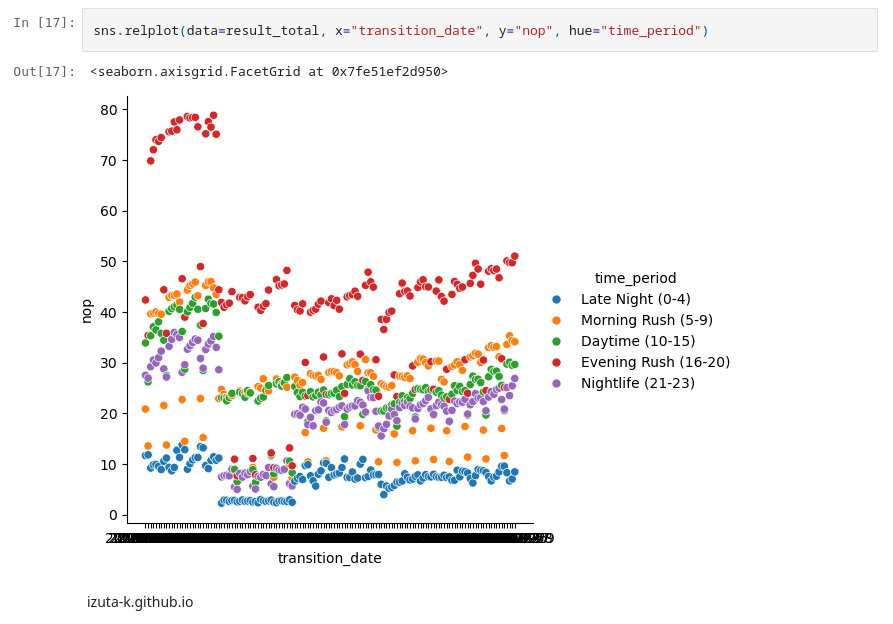 In [17]: sns.relplot(data=result_total, x="transition_date", y="nop", hue="time_period")
Out[17]: <seaborn.axisgrid.FacetGrid at 0x7fe51ef2d950>
80
70
60
50
40
30
20
10
0
nop
transition_date
time_period
Late Night (0-4)
Morning Rush (5-9)
Daytime (10-15)
Evening Rush (16-20)
Nightlife (21-23)
izuta-k.github.io